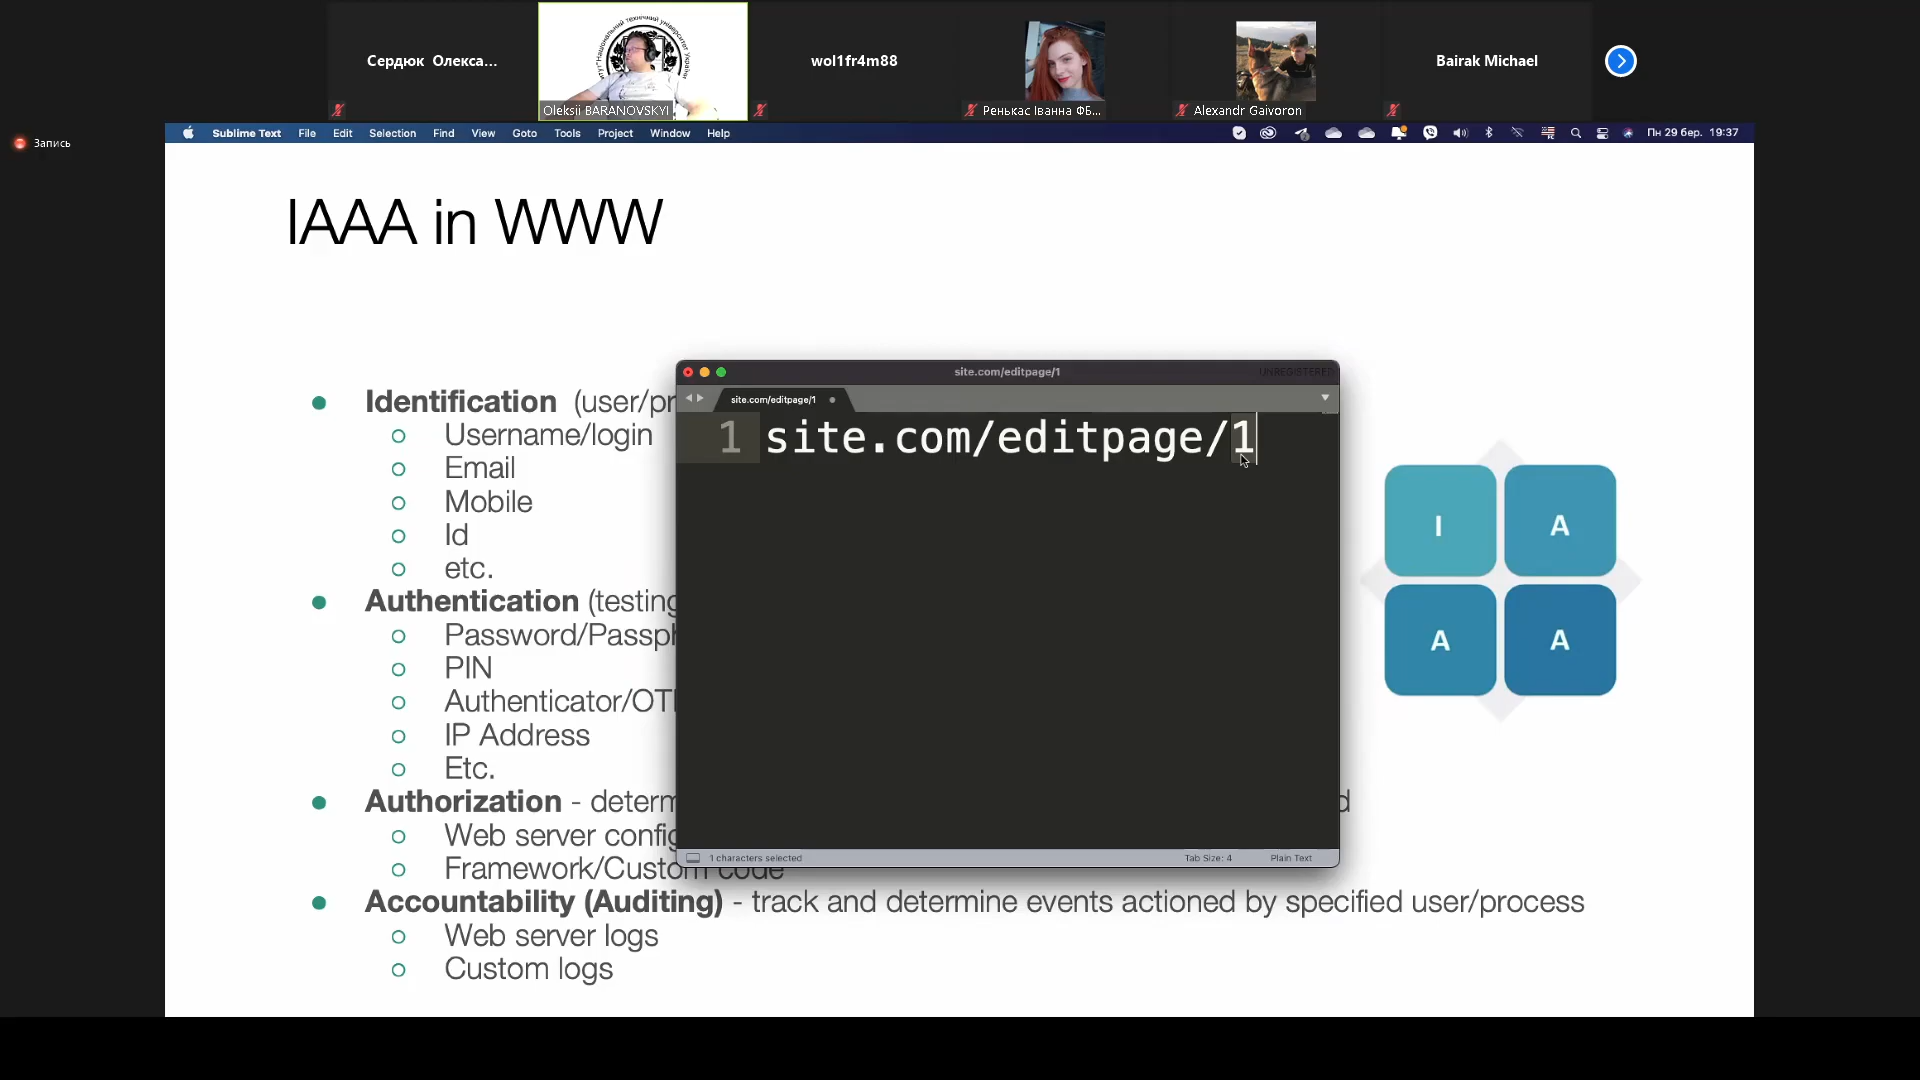 Сердюк Олекса...
Oleksii BARANOVSKYI
wol1fr4m88
Ренькас Іванна ФБ...
Alexandr Gaivoron
Bairak Michael
Запись
Sublime Text File Edit Selection Find View Goto Tools Project Window Help
Пн 29 бер. 19:37
IAAA in WWW
site.com/editpage/1
UNREGISTERED
site.com/editpage/1
1 site.com/editpage/1
1 characters selected
Tab Size: 4
Plain Text
Identification (user/pr
Username/login
Email
Mobile
Id
etc.
Authentication (testing
Password/Passph
PIN
Authenticator/OT
IP Address
Etc.
Authorization - determ
d
Web server config
Framework/Custom code
Accountability (Auditing) - track and determine events actioned by specified user/process
Web server logs
Custom logs
I
A
A
A